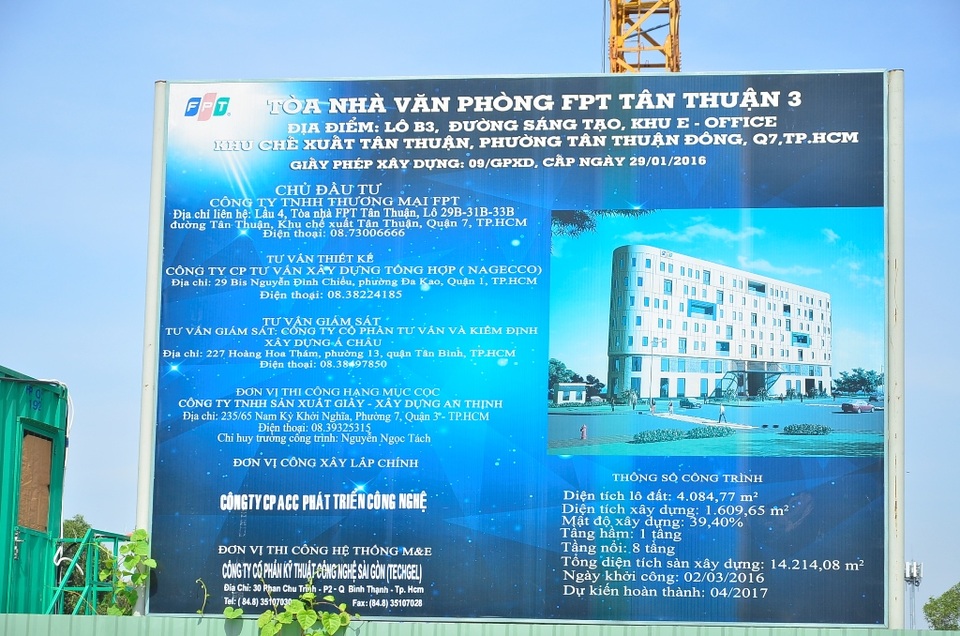 FPT
TÒA NHÀ VĂN PHÒNG FPT TÂN THUẬN 3
ĐỊA ĐIỂM: LÔ B3, ĐƯỜNG SÁNG TẠO, KHU E - OFFICE
KHU CHẾ XUẤT TÂN THUẬN, PHƯỜNG TÂN THUẬN ĐÔNG, Q7,TP.HCM
GIẤY PHÉP XÂY DỰNG: 09/GPXD, CẤP NGÀY 29/01/2016
CHỦ ĐẦU TƯ
CÔNG TY TNHH THƯƠNG MẠI FPT
Địa chỉ liên hệ: Lầu 4, Tòa nhà FPT Tân Thuận, Lô 29B-31B-33B
đường Tân Thuận, Khu chế xuất Tân Thuận, Quận 7, TP.HCM
Điện thoại: 08.73006666
TƯ VẤN THIẾT KẾ
CÔNG TY CP TƯ VẤN XÂY DỰNG TỔNG HỢP ( NAGECCO)
Địa chỉ: 29 Bis Nguyễn Đình Chiểu, phường Đa Kao, Quận 1, TP.HCM
Điện thoại: 08.38224185
TƯ VẤN GIÁM SÁT
TƯ VẤN GIÁM SÁT: CÔNG TY CỔ PHẦN TƯ VẤN VÀ KIỂM ĐỊNH
XÂY DỰNG Á CHÂU
Địa chỉ: 227 Hoàng Hoa Thám, phường 13, quận Tân Bình, TP.HCM
Điện thoại: 08.38497850
ĐƠN VỊ THI CÔNG HẠNG MỤC CỌC
CÔNG TY TNHH SẢN XUẤT GIẤY - XÂY DỰNG AN THỊNH
Địa chỉ: 235/65 Nam Kỳ Khởi Nghĩa, Phường 7, Quận 3 - TP.HCM
Điện thoại: 08.39325315
Chỉ huy trưởng công trình: Nguyễn Ngọc Tách
ĐƠN VỊ CÔNG XÂY LẮP CHÍNH
CÔNG TY CP ACC PHÁT TRIỂN CÔNG NGHỆ
ĐƠN VỊ THI CÔNG HỆ THỐNG M&E
CÔNG TY CỔ PHẦN KỸ THUẬT CÔNG NGHỆ SÀI GÒN (TECHGEL)
Địa Chỉ: 30 Phan Chu Trinh - P2 - Q Bình Thạnh - Tp. Hcm
Tel: (84.8) 35107030 Fax: (84.8) 35107028
THÔNG SỐ CÔNG TRÌNH
Diện tích lô đất: 4.084,77 m²
Diện tích xây dựng: 1.609,65 m²
Mật độ xây dựng: 39,40%
Tầng hầm: 1 tầng
Tầng nổi: 8 tầng
Tổng diện tích sàn xây dựng: 14.214,08 m²
Ngày khởi công: 02/03/2016
Dự kiến hoàn thành: 04/2017